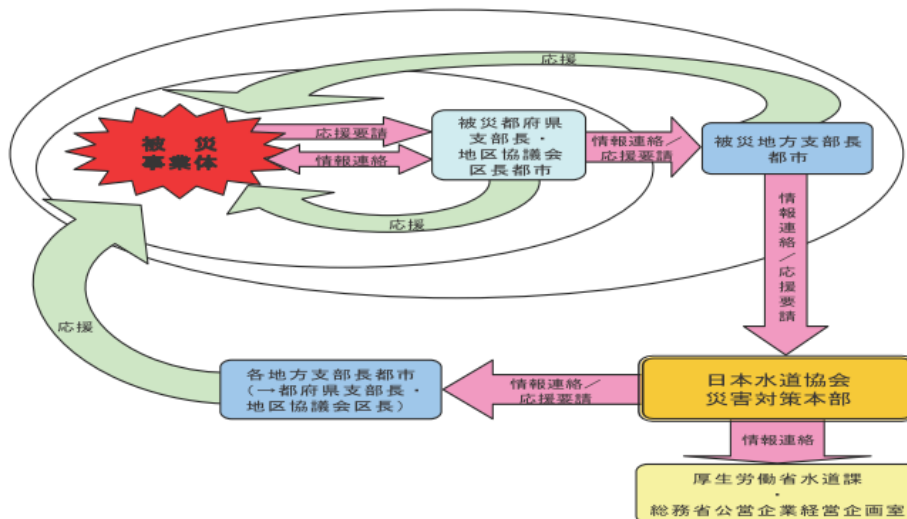 応援
被災
事業体
応援要請
情報連絡
被災都府県
支部長・
地区協議会
区長都市
情報連絡／
応援要請
被災地方支部長
都市
応援
情報連絡／応援要請
応援
各地方支部長都市
(→都府県支部長・
地区協議会区長)
情報連絡／
応援要請
日本水道協会
災害対策本部
情報連絡
厚生労働省水道課
・
総務省公営企業経営企画室